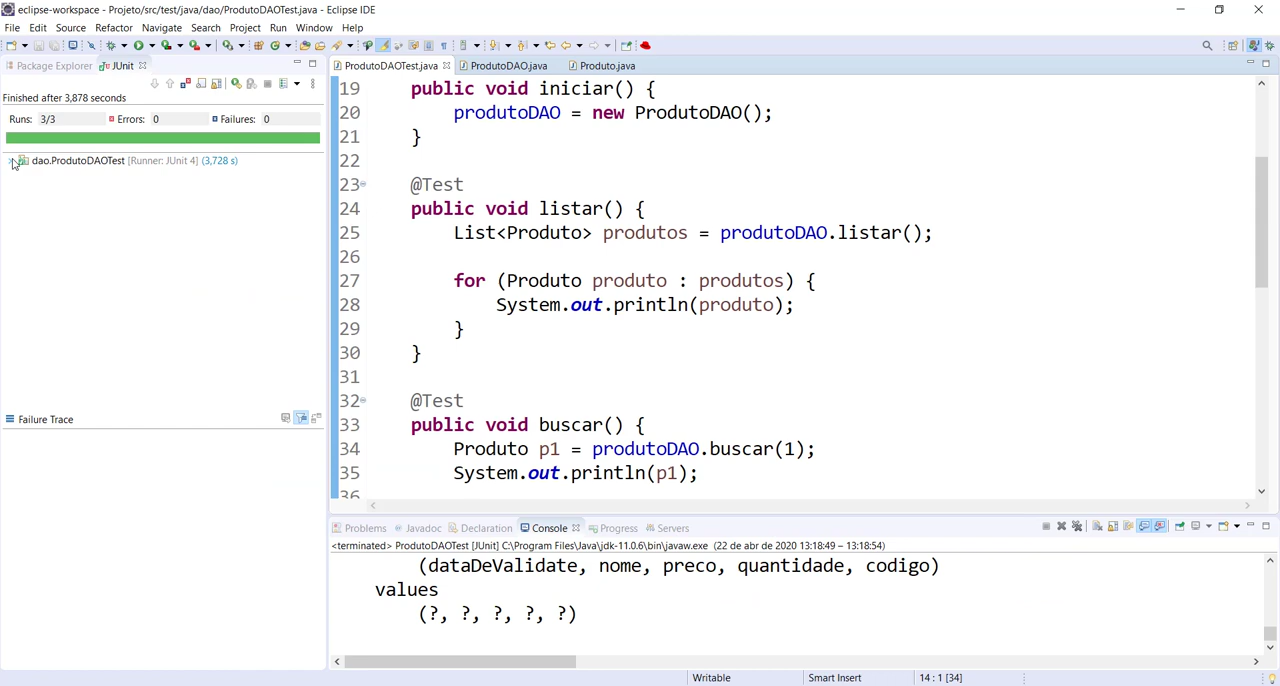 eclipse-workspace - Projeto/src/test/java/dao/ProdutoDAOTest.java - Eclipse IDE
File Edit Source Refactor Navigate Search Project Run Window Help
Package Explorer JUnit
Finished after 3,878 seconds
Runs: 3/3 Errors: 0 Failures: 0
dao.ProdutoDAOTest [Runner: JUnit 4] (3,728 s)
Failure Trace
ProdutoDAOTest.java ProdutoDAO.java Produto.java
19 public void iniciar() {
20 produtoDAO = new ProdutoDAO();
21 }
22
23 @Test
24 public void listar() {
25 List<Produto> produtos = produtoDAO.listar();
26
27 for (Produto produto : produtos) {
28 System.out.println(produto);
29 }
30 }
31
32 @Test
33 public void buscar() {
34 Produto p1 = produtoDAO.buscar(1);
35 System.out.println(p1);
36
Problems Javadoc Declaration Console Progress Servers
<terminated> ProdutoDAOTest [JUnit] C:\Program Files\Java\jdk-11.0.6\bin\javaw.exe (22 de abr de 2020 13:18:49 – 13:18:54)
(dataDeValidate, nome, preco, quantidade, codigo)
values
(?, ?, ?, ?, ?)
Writable Smart Insert 14 : 1 [34]